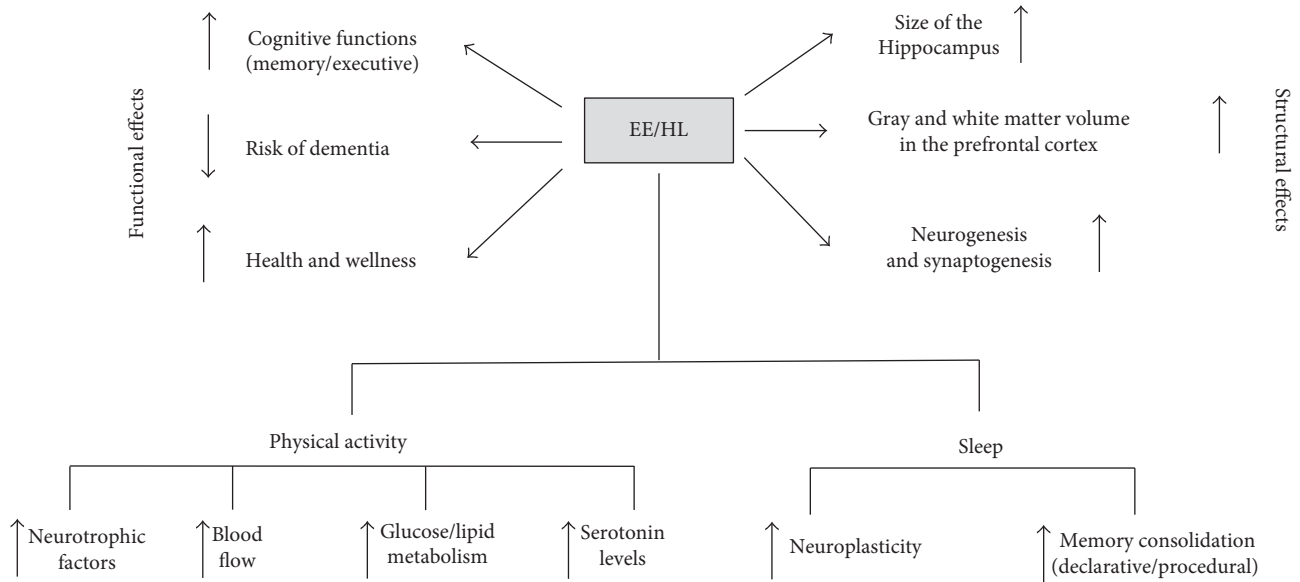 Functional effects
Cognitive functions
(memory/executive)
Risk of dementia
Health and wellness
EE/HL
Size of the
Hippocampus
Gray and white matter volume
in the prefrontal cortex
Neurogenesis
and synaptogenesis
Structural effects
Physical activity
Sleep
Neurotrophic
factors
Blood
flow
Glucose/lipid
metabolism
Serotonin
levels
Neuroplasticity
Memory consolidation
(declarative/procedural)